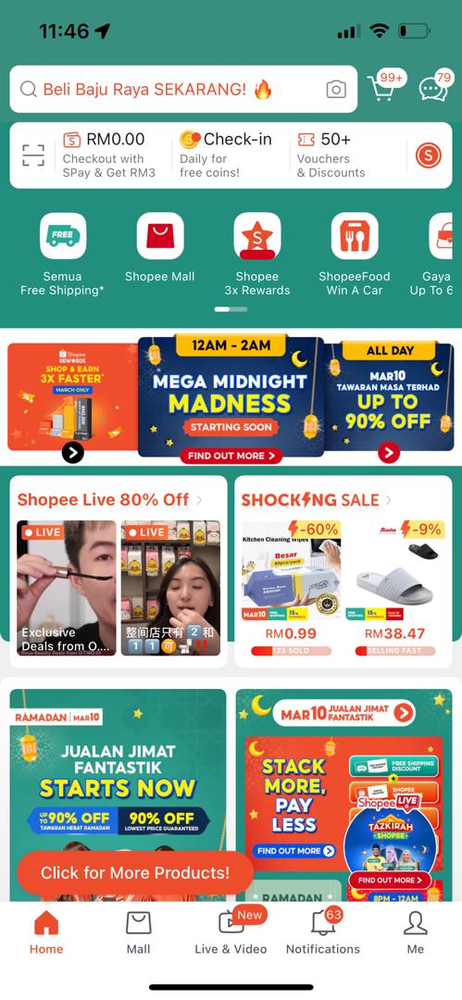 11:46
Beli Baju Raya SEKARANG! 🔥
99+
79
RM0.00
Checkout with
SPay & Get RM3
Check-in
Daily for
free coins!
50+
Vouchers
& Discounts
FREE
Semua
Free Shipping*
Shopee Mall
Shopee
3x Rewards
ShopeeFood
Win A Car
Gaya
Up To 6
Shopee
REWARDS
SHOP & EARN
3X FASTER*
MARCH ONLY
12AM - 2AM
MEGA MIDNIGHT
MADNESS
STARTING SOON
FIND OUT MORE >
ALL DAY
MAR10
TAWARAN MASA TERHAD
UP TO
90% OFF
Shopee Live 80% Off >
LIVE
Exclusive
Deals from O....
LIVE
整间店只有 2️⃣ 和
1️⃣ 1️⃣ 🉑 🔫 ‼️
SHOCKING SALE >
-60%
Kitchen Cleaning Wipes
Besar
80pcs/pack
MAR10
15%
RM0.99
123 SOLD
Bata
-9%
15%
RM38.47
SELLING FAST
RAMADAN | MAR10
JUALAN JIMAT
FANTASTIK
STARTS NOW
UP TO 90% OFF
TAWARAN HEBAT RAMADAN
90% OFF
LOWEST PRICE GUARANTEED
Click for More Products!
MAR10 JUALAN JIMAT
FANTASTIK
STACK
MORE,
PAY
LESS
FIND OUT MORE >
FREE SHIPPING
DISCOUNT
SHOPEE
Shopee LIVE
TAZKIRAH
SHOPEE
FIND OUT MORE >
8PM - 12AM
RAMADAN
Home
Mall
New
Live & Video
63
Notifications
Me